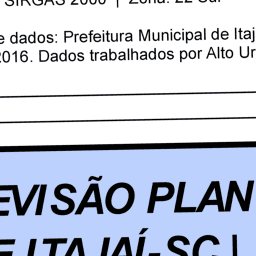 SIRGAS 2000 | Zona: 22 Sul
e dados: Prefeitura Municipal de Itaj
2016. Dados trabalhados por Alto Ur
EVISÃO PLAN
E ITAJAÍ-SC |